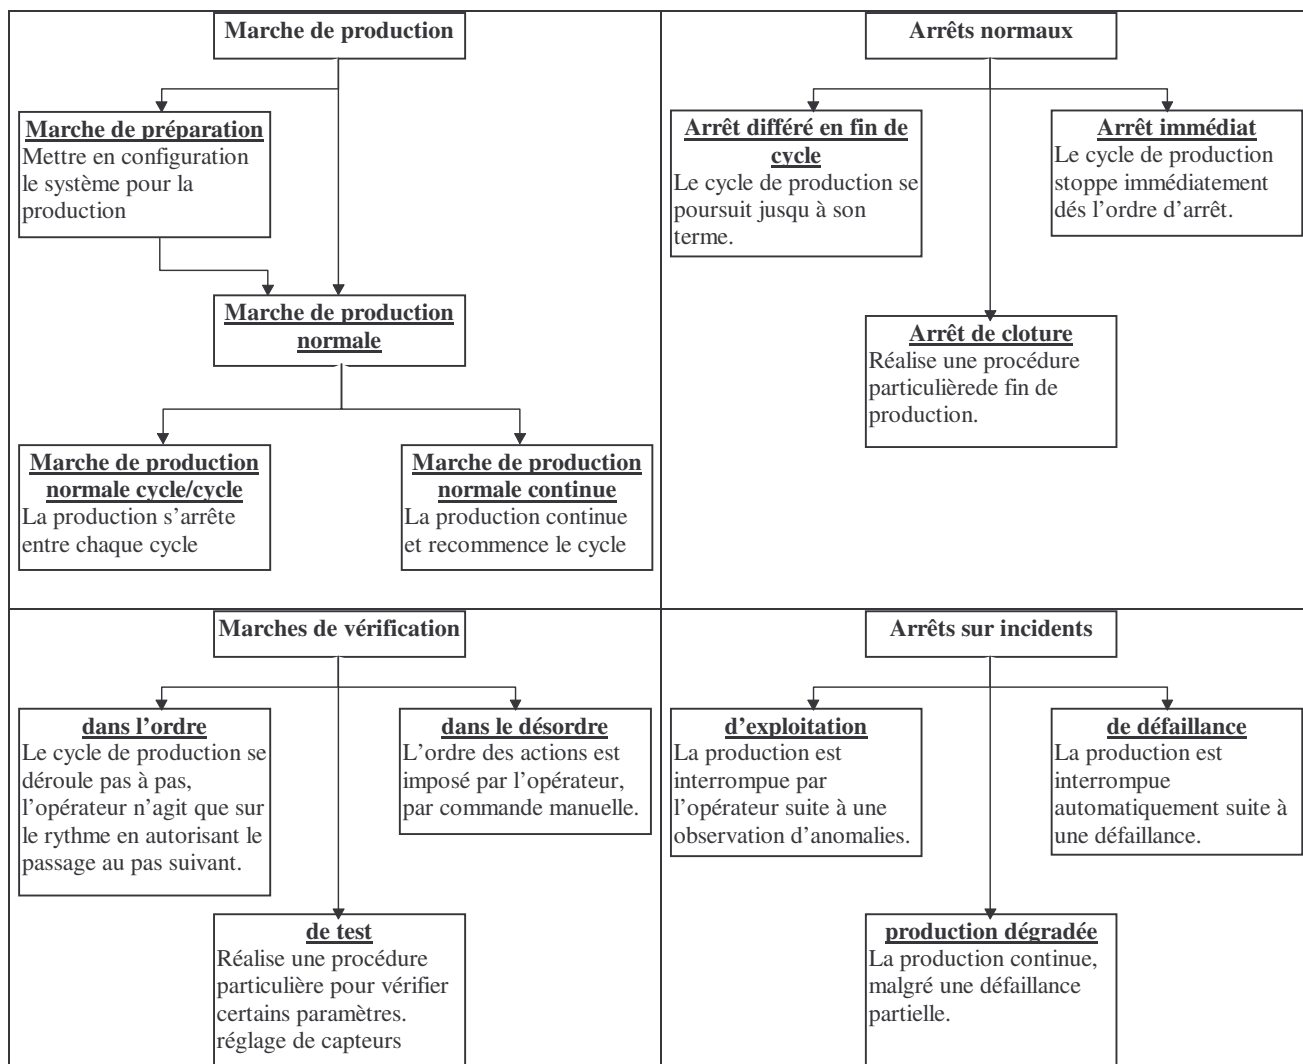 Marche de production
Marche de préparation
Mettre en configuration
le système pour la
production
Marche de production
normale
Marche de production
normale cycle/cycle
La production s’arrête
entre chaque cycle
Marche de production
normale continue
La production continue
et recommence le cycle
Arrêts normaux
Arrêt différé en fin de
cycle
Le cycle de production se
poursuit jusqu à son
terme.
Arrêt immédiat
Le cycle de production
stoppe immédiatement
dés l’ordre d’arrêt.
Arrêt de cloture
Réalise une procédure
particulièrede fin de
production.
Marches de vérification
dans l’ordre
Le cycle de production se
déroule pas à pas,
l’opérateur n’agit que sur
le rythme en autorisant le
passage au pas suivant.
dans le désordre
L’ordre des actions est
imposé par l’opérateur,
par commande manuelle.
de test
Réalise une procédure
particulière pour vérifier
certains paramètres.
réglage de capteurs
Arrêts sur incidents
d’exploitation
La production est
interrompue par
l’opérateur suite à une
observation d’anomalies.
de défaillance
La production est
interrompue
automatiquement suite à
une défaillance.
production dégradée
La production continue,
malgré une défaillance
partielle.